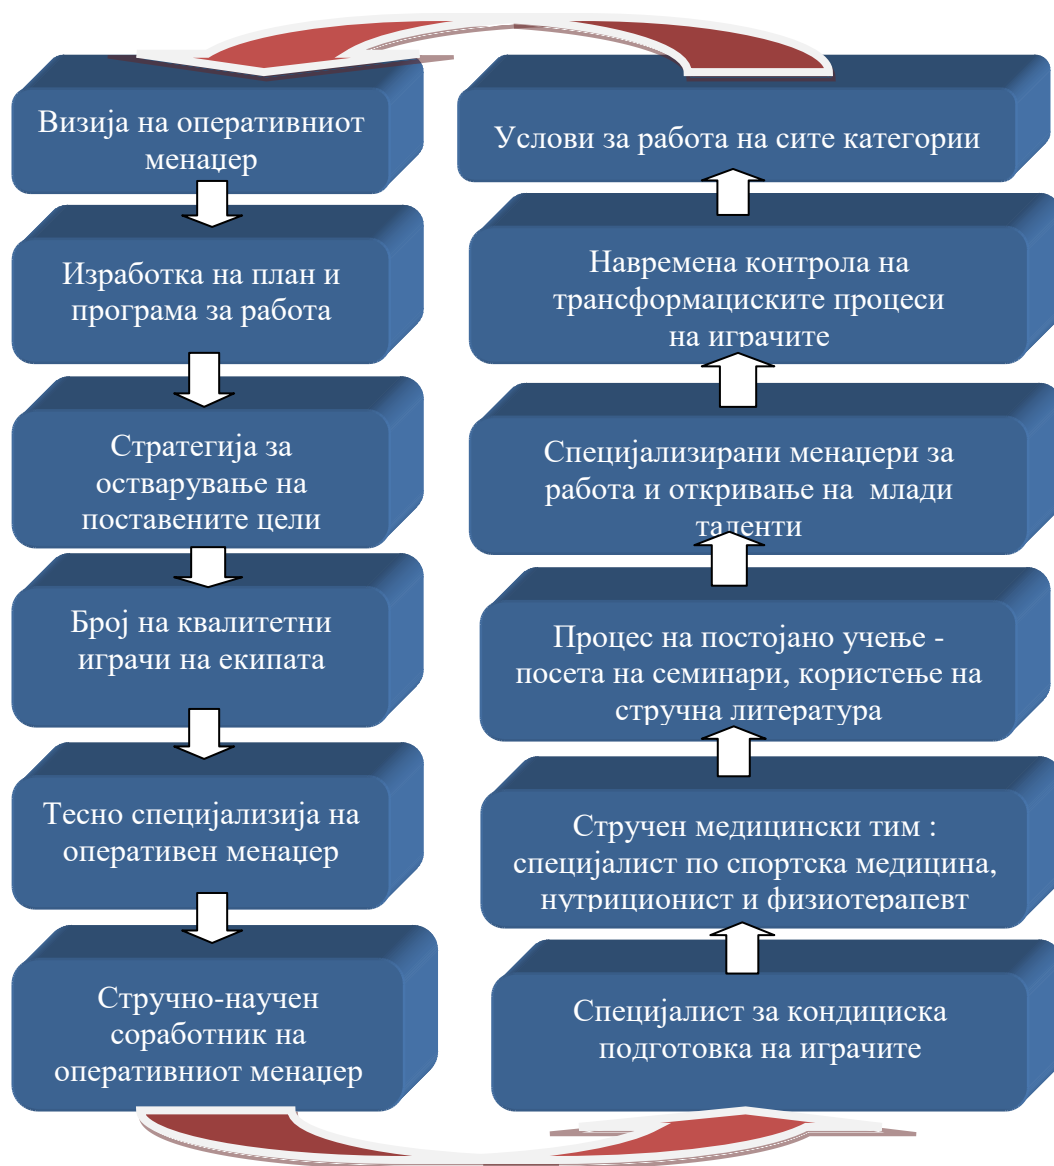 Визија на оперативниот
менаџер
Изработка на план и
програма за работа
Стратегија за
остварување на
поставените цели
Број на квалитетни
играчи на екипата
Тесно специјализија на
оперативен менаџер
Стручно-научен
соработник на
оперативниот менаџер
Услови за работа на сите категории
Навремена контрола на
трансформациските процеси
на играчите
Специјализирани менаџери за
работа и откривање на  млади
таленти
Процес на постојано учење -
посета на семинари, користење на
стручна литература
Стручен медицински тим :
специјалист по спортска медицина,
нутриционист и физиотерапевт
Специјалист за кондициска
подготовка на играчите